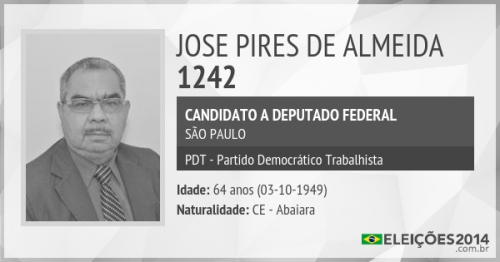 JOSE PIRES DE ALMEIDA
1242
CANDIDATO A DEPUTADO FEDERAL
SÃO PAULO
PDT - Partido Democrático Trabalhista
Idade: 64 anos (03-10-1949)
Naturalidade: CE - Abaiara
ELEIÇÕES2014
.com.br